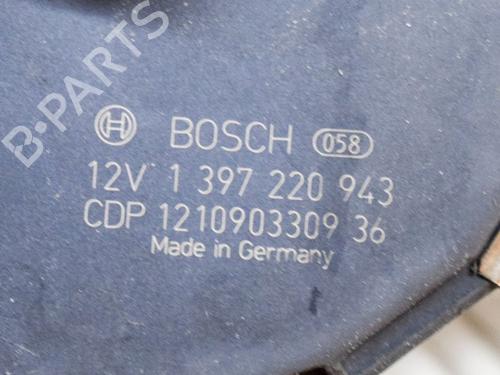 B-PARTS
BOSCH 058
12V 1 397 220 943
CDP 1210903309 36
Made in Germany